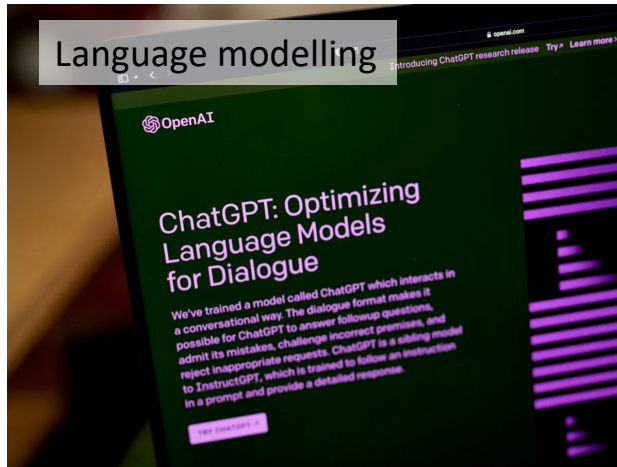 Language modelling
openai.com
Introducing ChatGPT research release Try↗ Learn more ›
OpenAI
ChatGPT: Optimizing
Language Models
for Dialogue
We've trained a model called ChatGPT which interacts in
a conversational way. The dialogue format makes it
possible for ChatGPT to answer followup questions,
admit its mistakes, challenge incorrect premises, and
reject inappropriate requests. ChatGPT is a sibling model
to InstructGPT, which is trained to follow an instruction
in a prompt and provide a detailed response.
TRY CHATGPT ↗